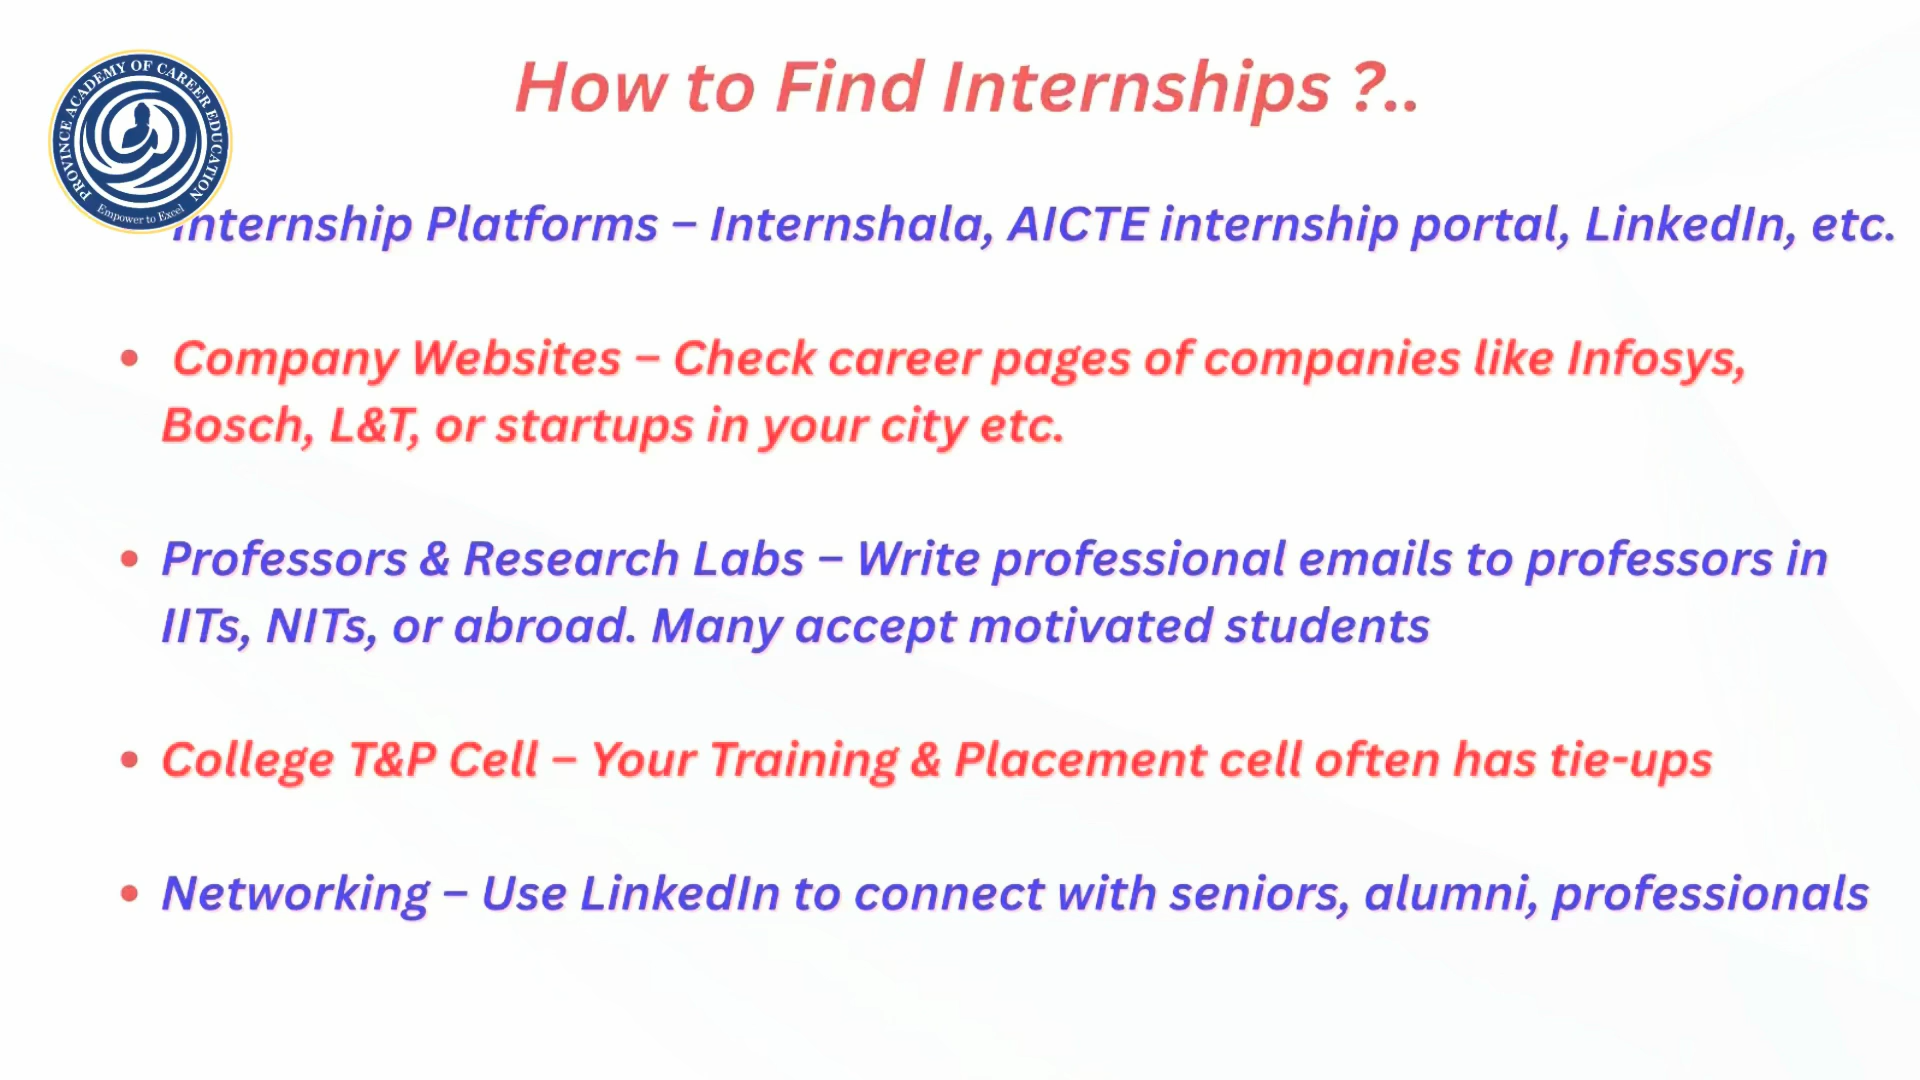 How to Find Internships ?..
PROVINCE ACADEMY OF CAREER EDUCATION
Empower to Excel
Internship Platforms – Internshala, AICTE internship portal, LinkedIn, etc.
• Company Websites – Check career pages of companies like Infosys,
Bosch, L&T, or startups in your city etc.
• Professors & Research Labs – Write professional emails to professors in
IITs, NITs, or abroad. Many accept motivated students
• College T&P Cell – Your Training & Placement cell often has tie-ups
• Networking – Use LinkedIn to connect with seniors, alumni, professionals